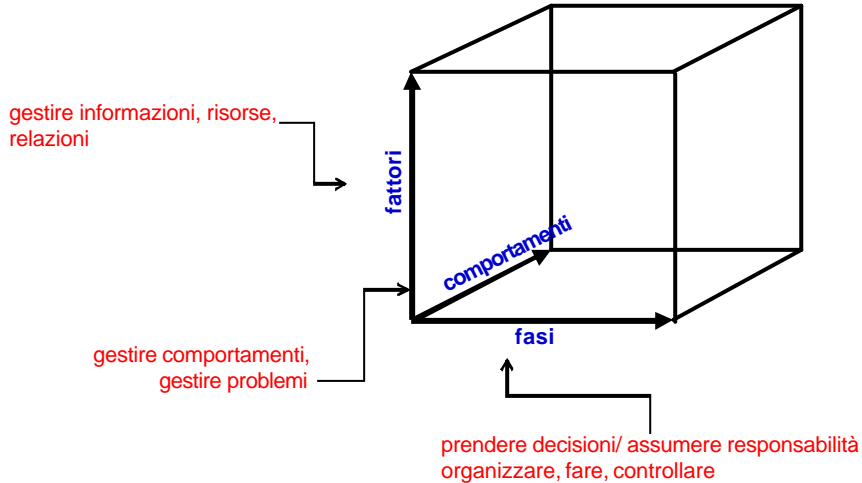 gestire informazioni, risorse,
relazioni
fattori
comportamenti
fasi
gestire comportamenti,
gestire problemi
prendere decisioni/ assumere responsabilità
organizzare, fare, controllare